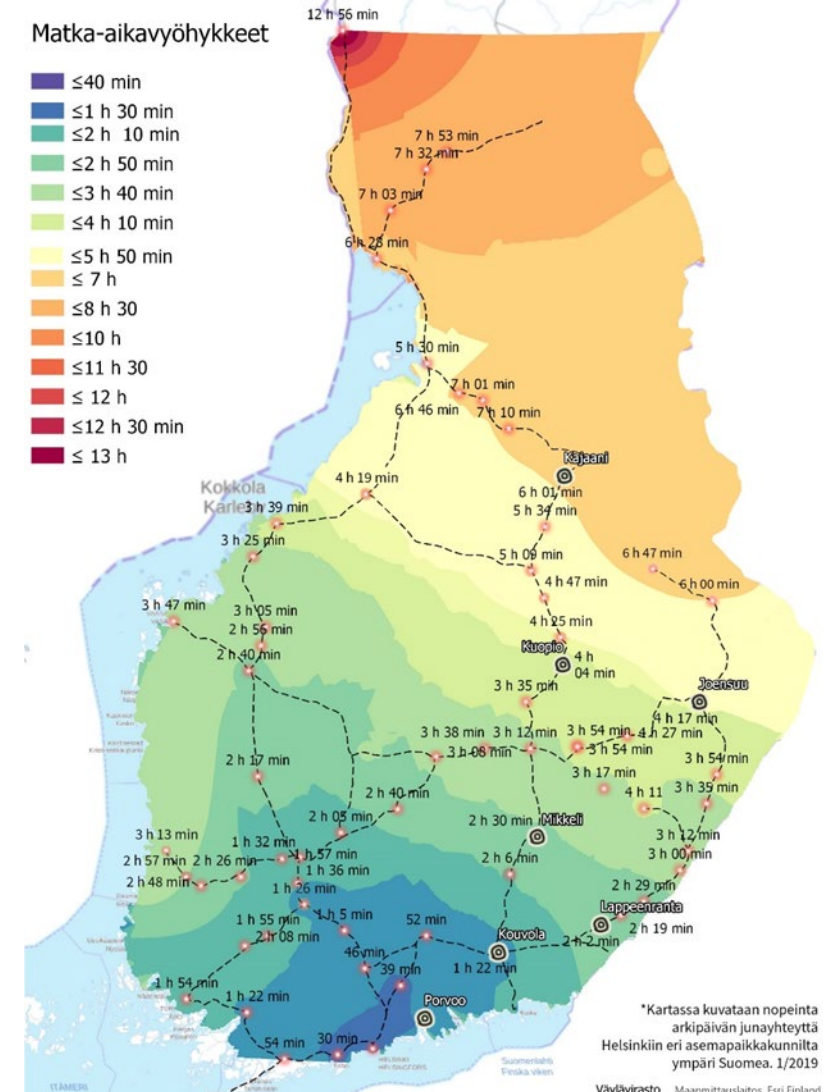 12 h 56 min
Matka-aikavyöhykkeet
≤40 min
≤1 h 30 min
≤2 h 10 min
≤2 h 50 min
≤3 h 40 min
≤4 h 10 min
≤5 h 50 min
≤ 7 h
≤8 h 30
≤10 h
≤11 h 30
≤ 12 h
≤12 h 30 min
≤ 13 h
7 h 53 min
7 h 32 min
7 h 03 min
6 h 28 min
5 h 30 min
7 h 01 min
6 h 46 min
7 h 10 min
Kajaani
4 h 19 min
Kokkola
6 h 01 min
3 h 39 min
5 h 34 min
3 h 25 min
5 h 09 min
6 h 47 min
4 h 47 min
6 h 00 min
3 h 47 min
3 h 05 min
4 h 25 min
2 h 56 min
Kuopio
2 h 40 min
4 h
04 min
Joensuu
3 h 35 min
4 h 17 min
3 h 38 min
3 h 12 min
3 h 54 min
4 h 27 min
3 h 08 min
3 h 54 min
2 h 17 min
3 h 54 min
3 h 17 min
3 h 35 min
2 h 40 min
4 h 11
2 h 05 min
2 h 30 min
Mikkeli
3 h 13 min
1 h 32 min
3 h 12 min
2 h 57 min
2 h 26 min
1 h 57 min
3 h 00 min
2 h 6 min
1 h 36 min
2 h 48 min
1 h 26 min
2 h 29 min
Lappeenranta
1 h 55 min
1 h 5 min
52 min
2 h 19 min
2 h 08 min
Kouvola
2 h 2 min
46 min
1 h 22 min
39 min
1 h 54 min
1 h 22 min
Porvoo
*Kartassa kuvataan nopeinta
arkipäivän junayhteyttä
Helsinkiin eri asemapaikkakunnilta
ympäri Suomea. 1/2019
54 min
30 min
HELSINKI
HELSINGFORS
Suomenlahti
Finska viken
ITÄMERI
Väylävirasto Maanmittauslaitos, Esri Finland